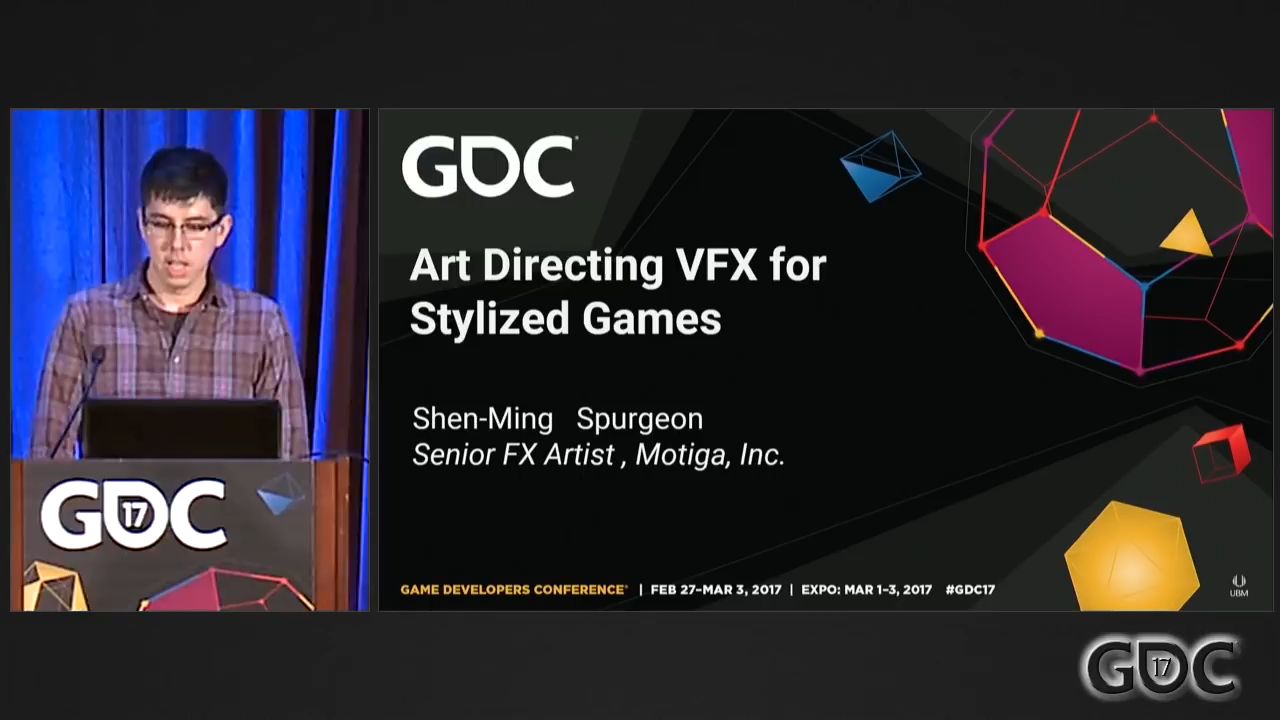 GDC
Art Directing VFX for
Stylized Games
Shen-Ming Spurgeon
Senior FX Artist , Motiga, Inc.
GAME DEVELOPERS CONFERENCE® | FEB 27–MAR 3, 2017 | EXPO: MAR 1–3, 2017 #GDC17
UBM
GDC
17
GDC
17